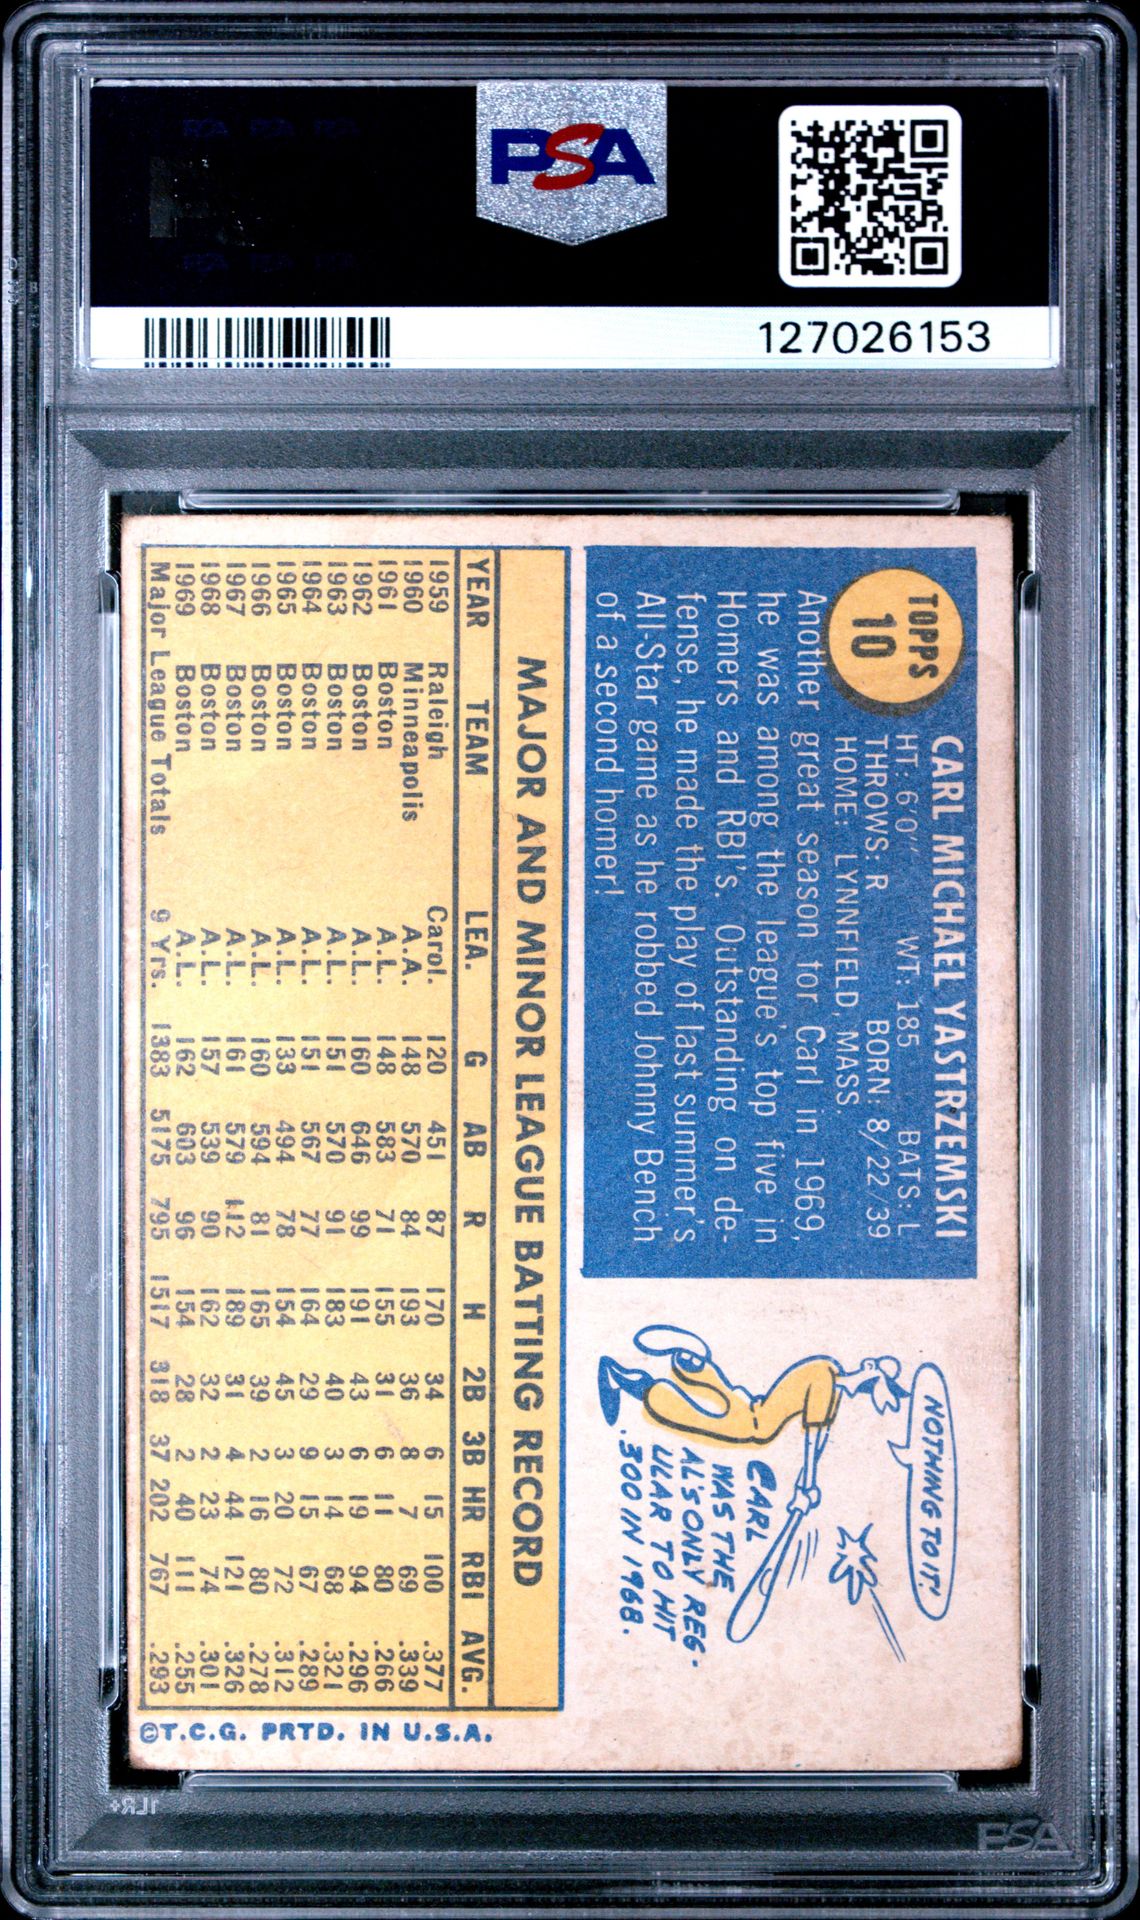 PSA
127026153
TOPPS
10
CARL MICHAEL YASTRZEMSKI
HT: 6'0" WT: 185 BATS: L
THROWS: R BORN: 8/22/39
HOME: LYNNFIELD, MASS.
Another great season for Carl in 1969,
he was among the league's top five in
Homers and RBI's. Outstanding on de-
fense, he made the play of last summer's
All-Star game as he robbed Johnny Bench
of a second homer!
NOTHING TO IT!
CARL
WAS THE
AL'S ONLY REG-
ULAR TO HIT
.300 IN 1968.
MAJOR AND MINOR LEAGUE BATTING RECORD
YEAR TEAM LEA. G AB R H 2B 3B HR RBI AVG.
1959 Raleigh Carol. 120 451 87 170 34 6 15 100 .377
1960 Minneapolis A.A. 148 570 84 193 36 8 7 69 .339
1961 Boston A.L. 148 583 71 155 31 6 11 80 .266
1962 Boston A.L. 160 646 99 191 43 6 19 94 .296
1963 Boston A.L. 151 570 91 183 40 3 14 68 .321
1964 Boston A.L. 151 567 77 164 29 9 15 67 .289
1965 Boston A.L. 133 494 78 154 45 3 20 72 .312
1966 Boston A.L. 160 594 81 165 39 2 16 80 .278
1967 Boston A.L. 161 579 112 189 31 4 44 121 .326
1968 Boston A.L. 157 539 90 162 32 2 23 74 .301
1969 Boston A.L. 162 603 96 154 28 2 40 111 .255
Major League Totals 9 Yrs. 1383 5175 795 1517 318 37 202 767 .293
©T.C.G. PRTD. IN U.S.A.
1LR+
PSA